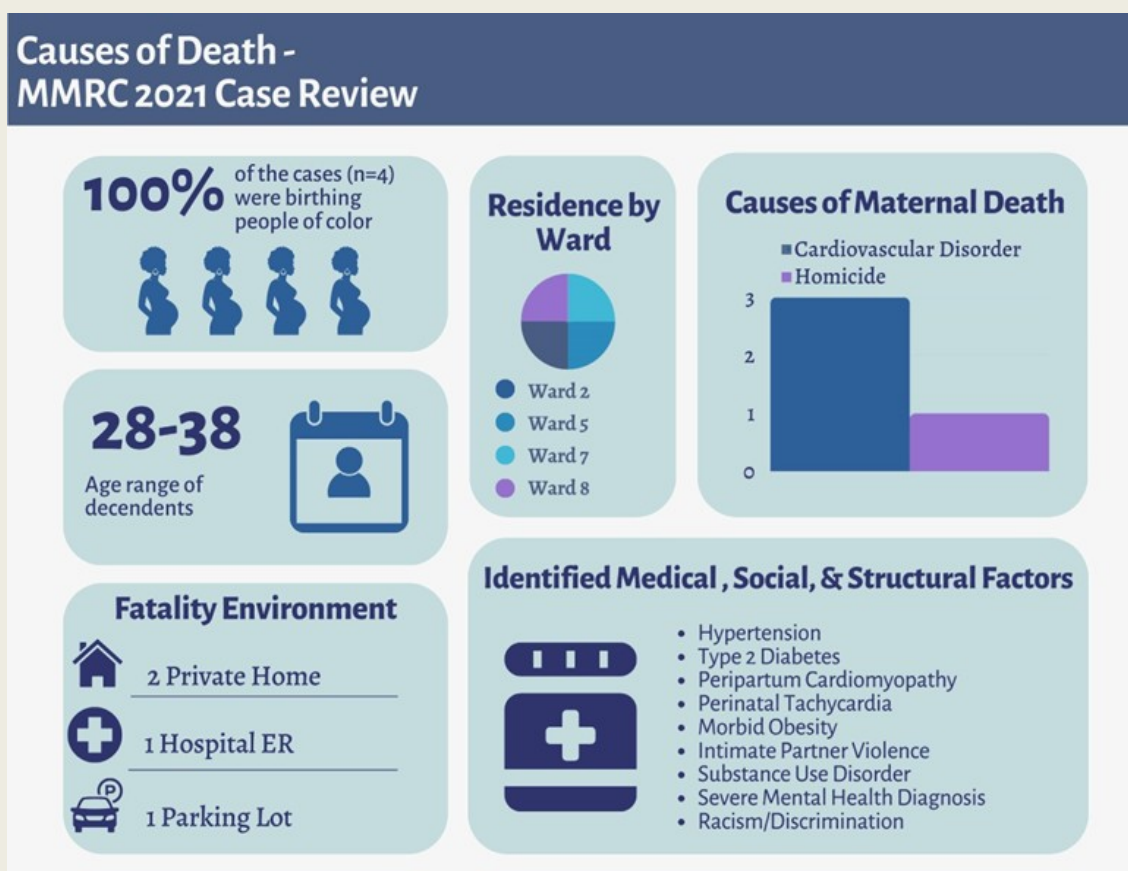 Causes of Death -
MMRC 2021 Case Review
100%
of the cases (n=4)
were birthing
people of color
28-38
Age range of
decendents
Fatality Environment
2 Private Home
1 Hospital ER
P
1 Parking Lot
Residence by
Ward
Ward 2
Ward 5
Ward 7
Ward 8
Causes of Maternal Death
Cardiovascular Disorder
Homicide
3
2
1
0
Identified Medical , Social, & Structural Factors
• Hypertension
• Type 2 Diabetes
• Peripartum Cardiomyopathy
• Perinatal Tachycardia
• Morbid Obesity
• Intimate Partner Violence
• Substance Use Disorder
• Severe Mental Health Diagnosis
• Racism/Discrimination